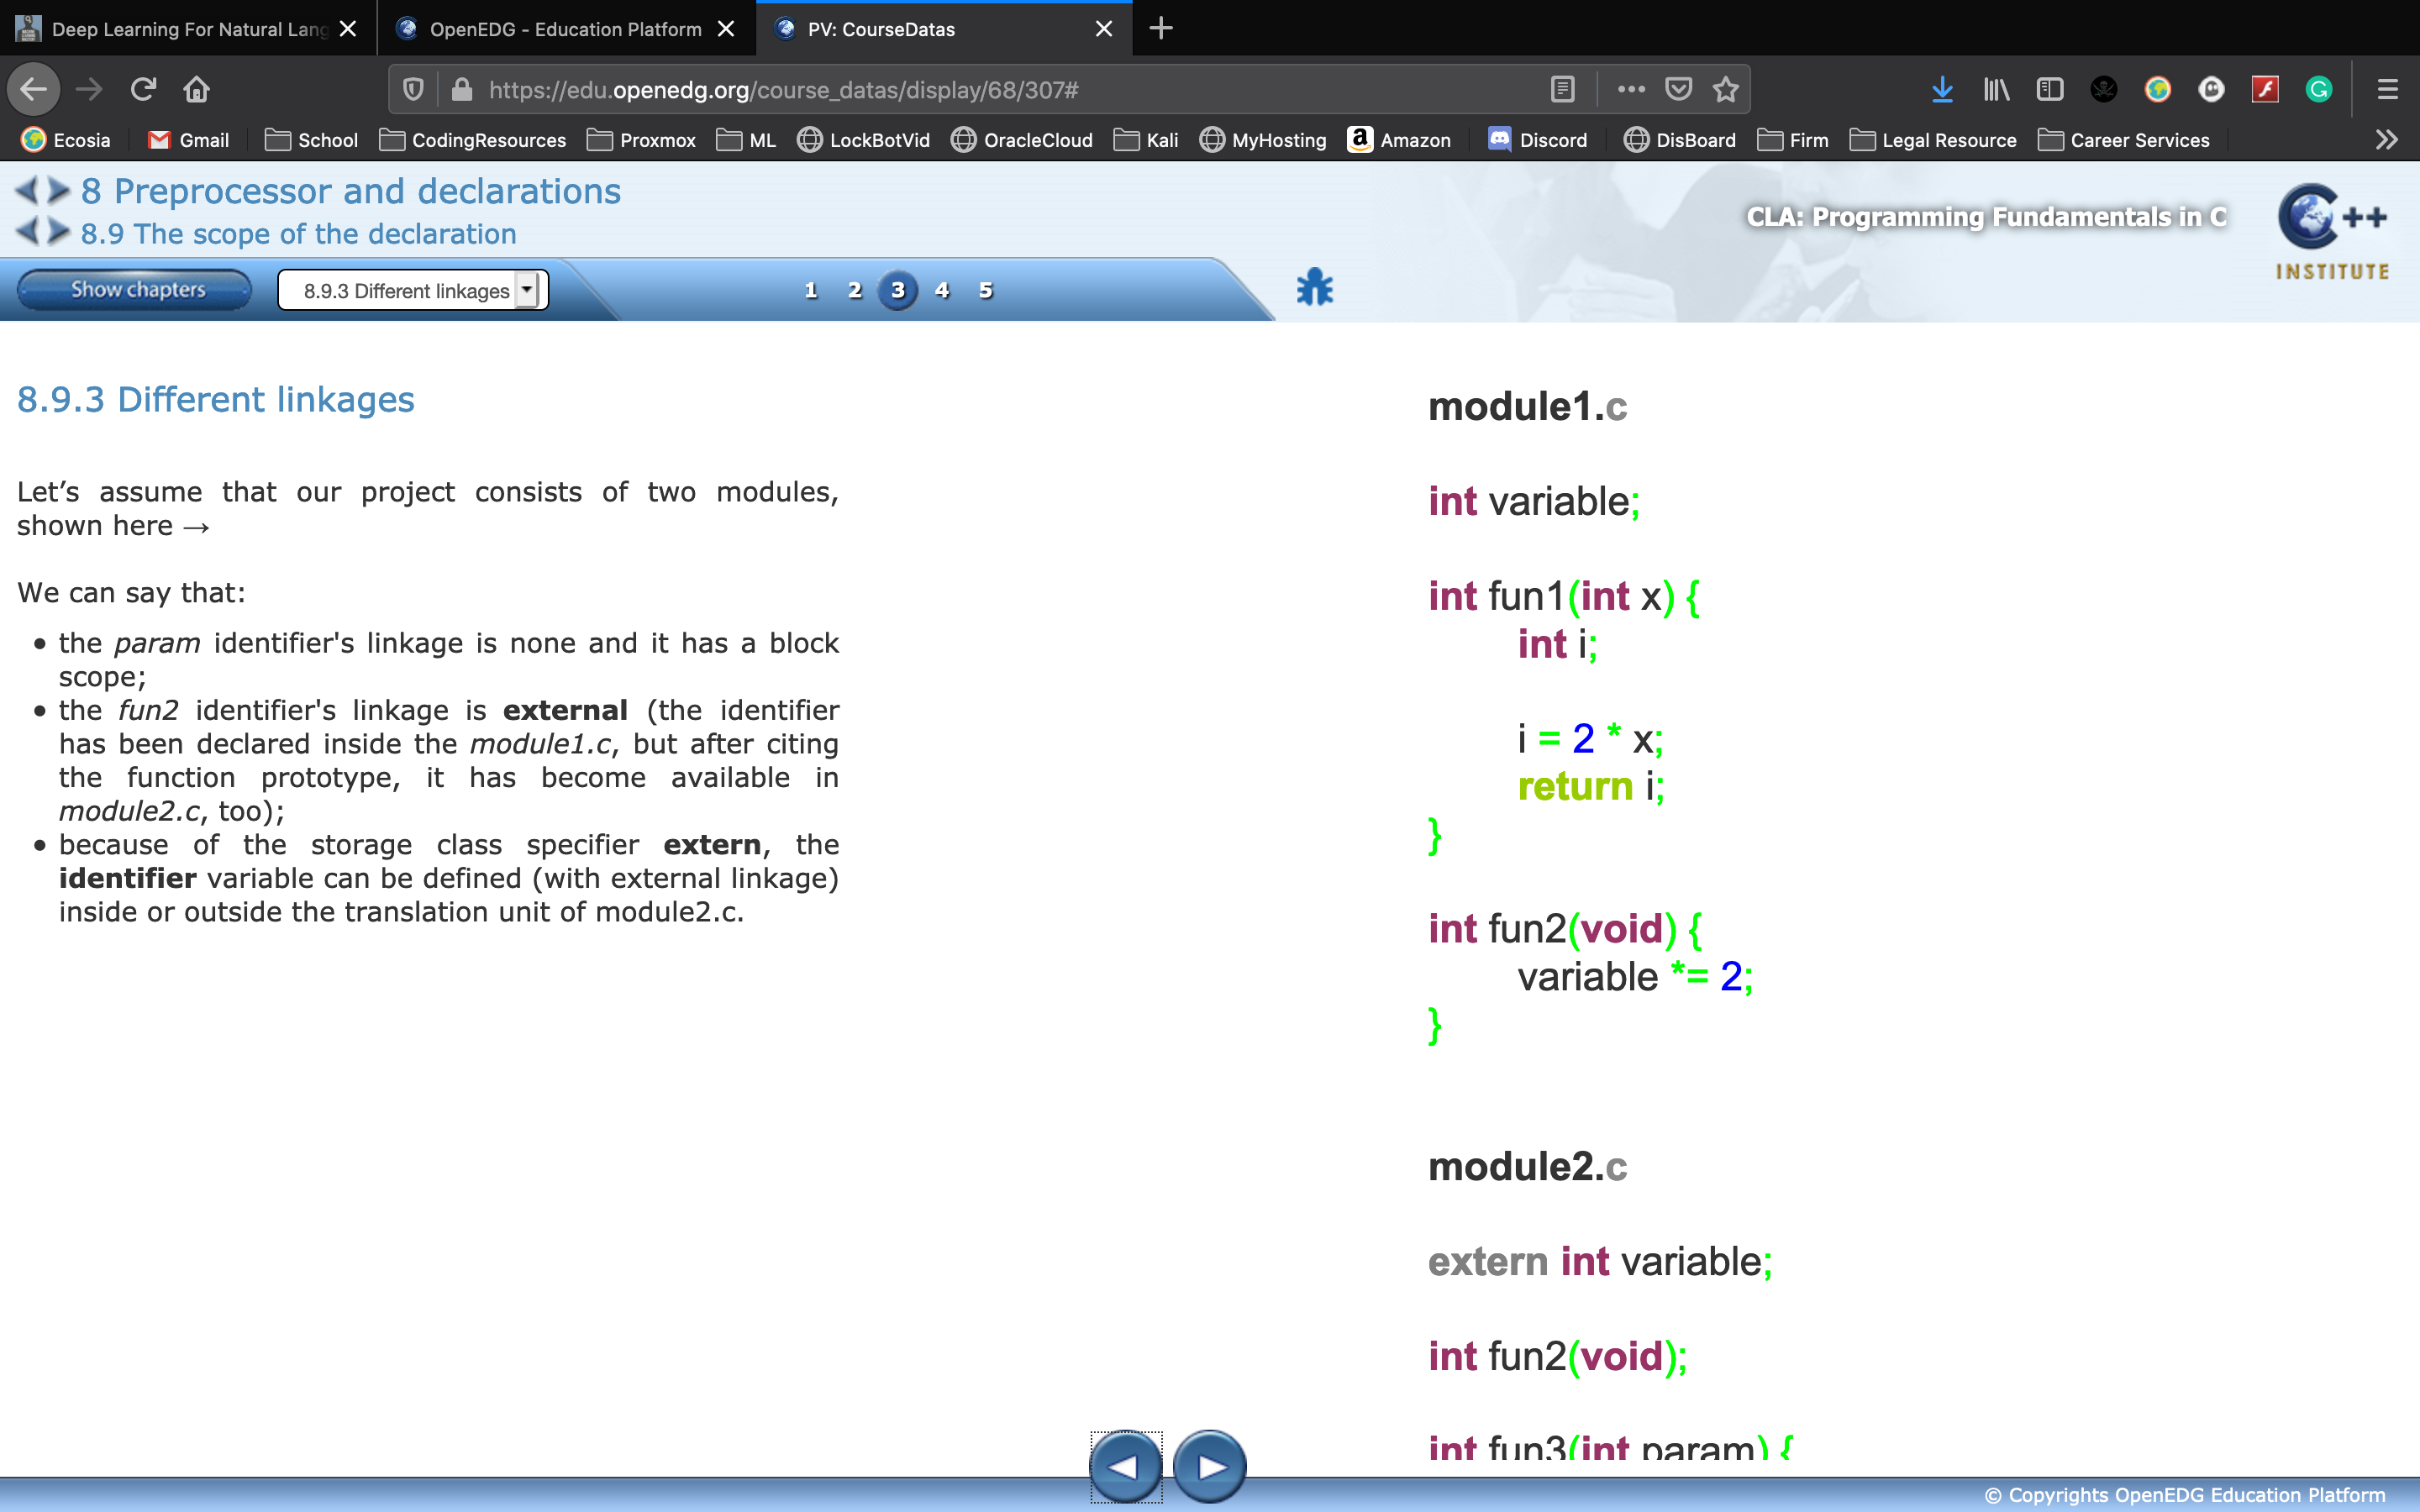 Deep Learning For Natural Lang
OpenEDG - Education Platform
PV: CourseDatas
https://edu.openedg.org/course_datas/display/68/307#
Ecosia
Gmail
School
CodingResources
Proxmox
ML
LockBotVid
OracleCloud
Kali
MyHosting
Amazon
Discord
DisBoard
Firm
Legal Resource
Career Services
8 Preprocessor and declarations
8.9 The scope of the declaration
CLA: Programming Fundamentals in C
C++
INSTITUTE
Show chapters
8.9.3 Different linkages
1 2 3 4 5
8.9.3 Different linkages
Let’s assume that our project consists of two modules,
shown here →
We can say that:
• the param identifier's linkage is none and it has a block
scope;
• the fun2 identifier's linkage is external (the identifier
has been declared inside the module1.c, but after citing
the function prototype, it has become available in
module2.c, too);
• because of the storage class specifier extern, the
identifier variable can be defined (with external linkage)
inside or outside the translation unit of module2.c.
module1.c
int variable;
int fun1(int x) {
int i;
i = 2 * x;
return i;
}
int fun2(void) {
variable *= 2;
}
module2.c
extern int variable;
int fun2(void);
int fun3(int param) {
© Copyrights OpenEDG Education Platform